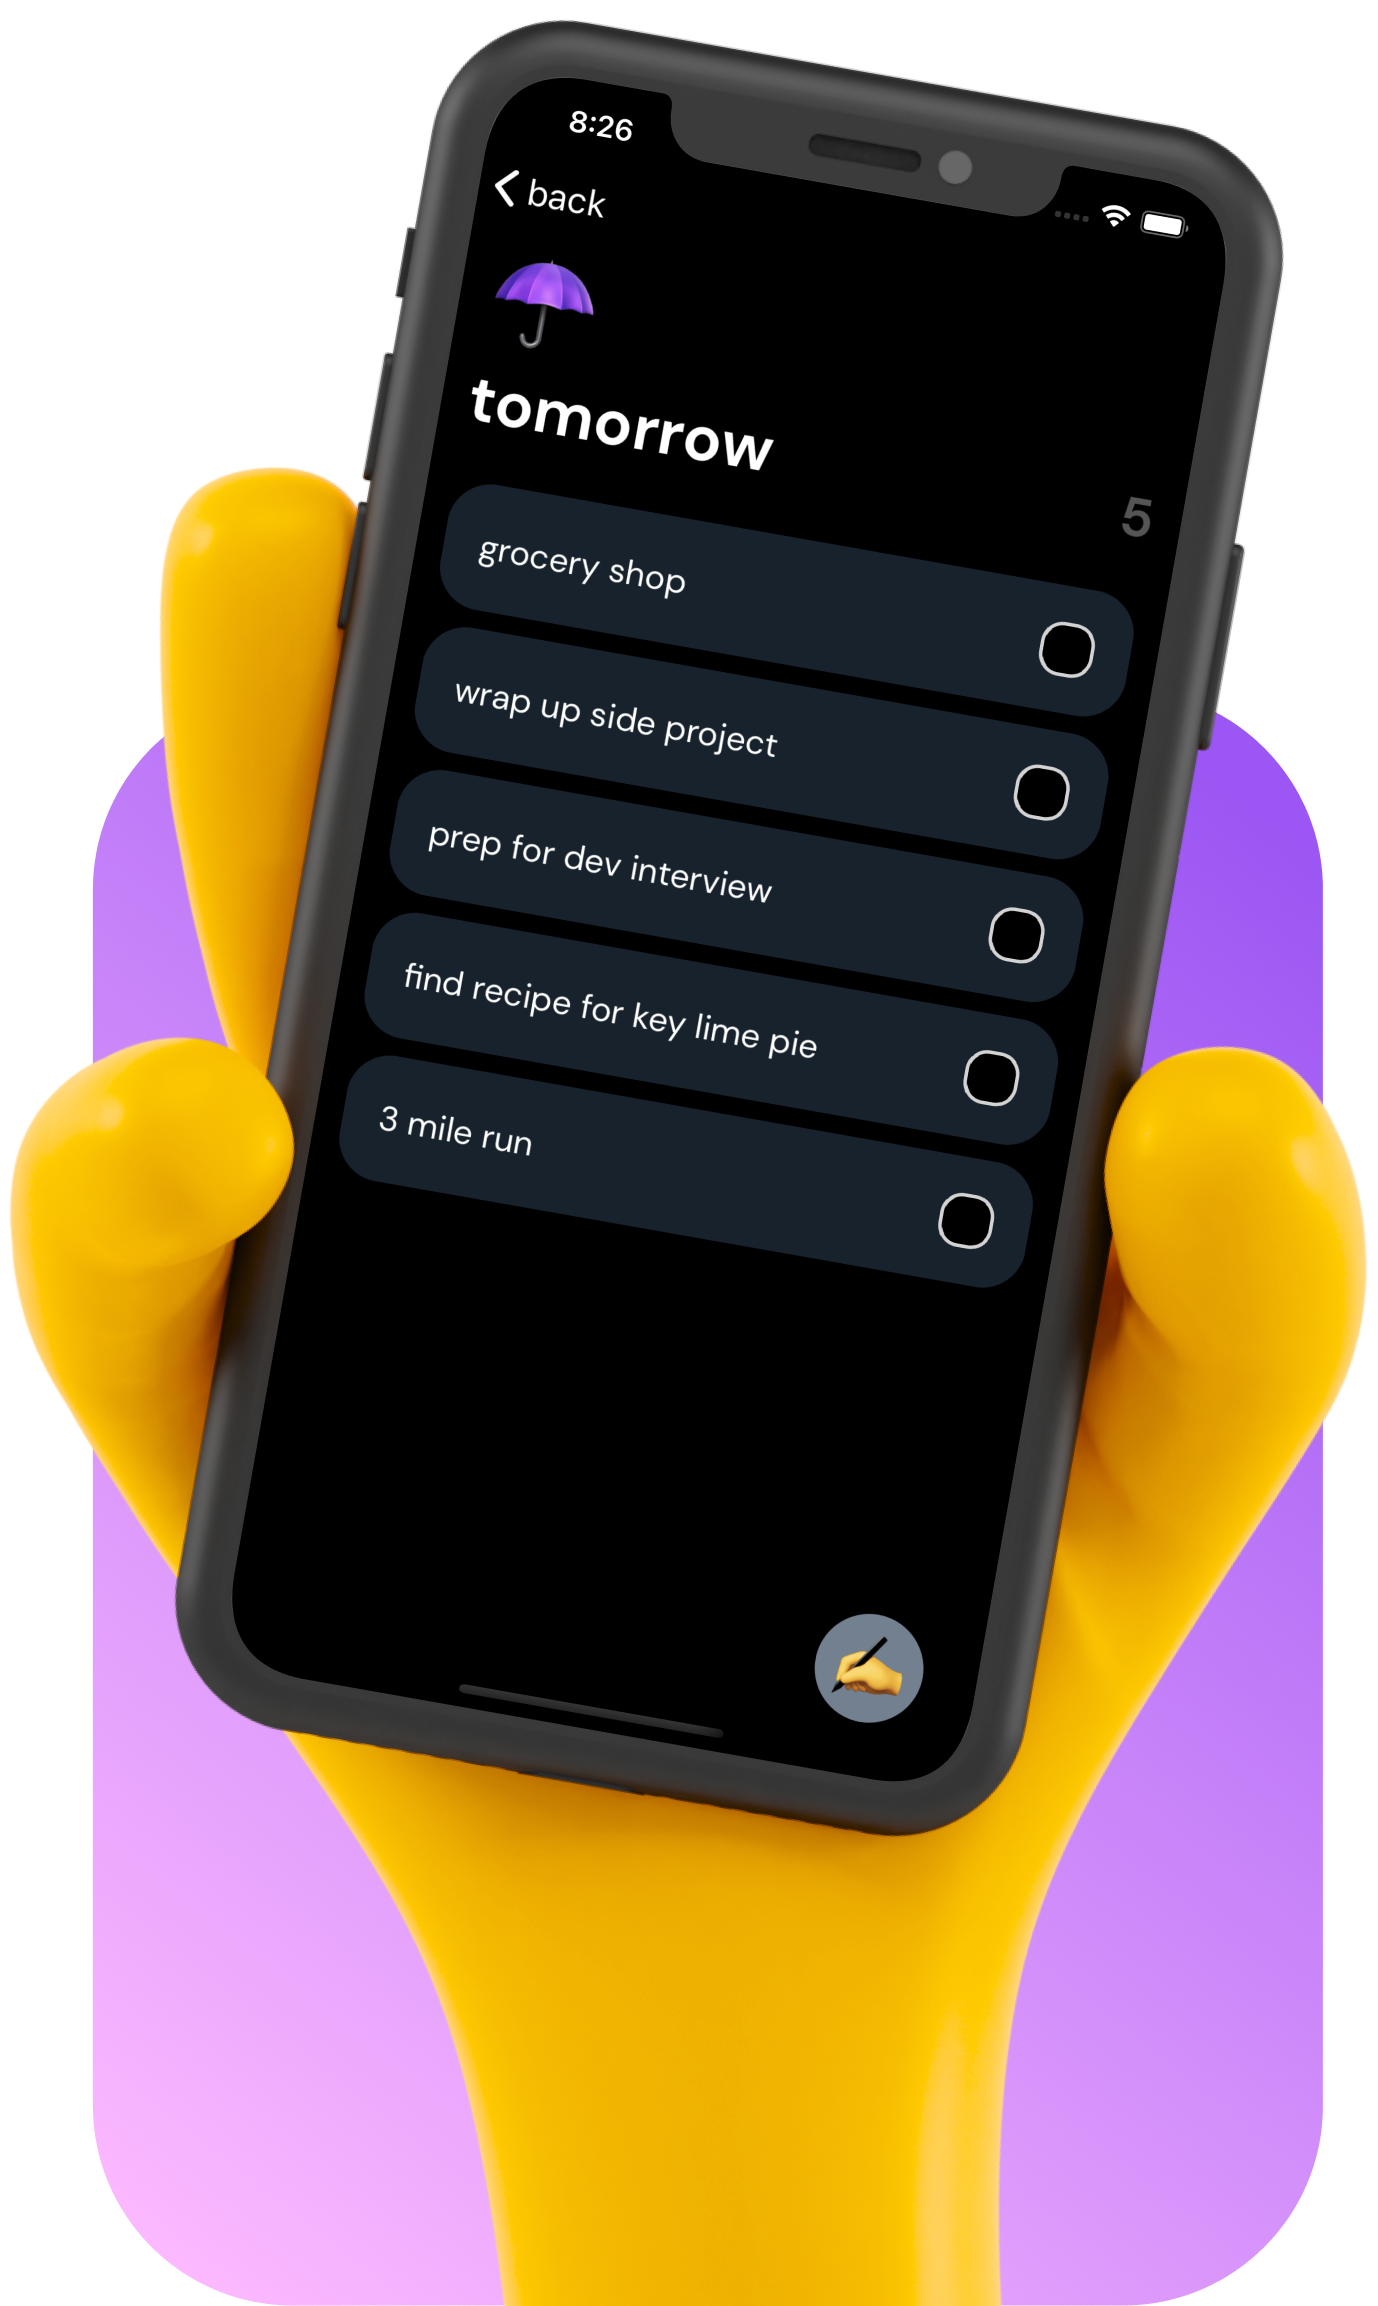 8:26
back
tomorrow
5
grocery shop
wrap up side project
prep for dev interview
find recipe for key lime pie
3 mile run